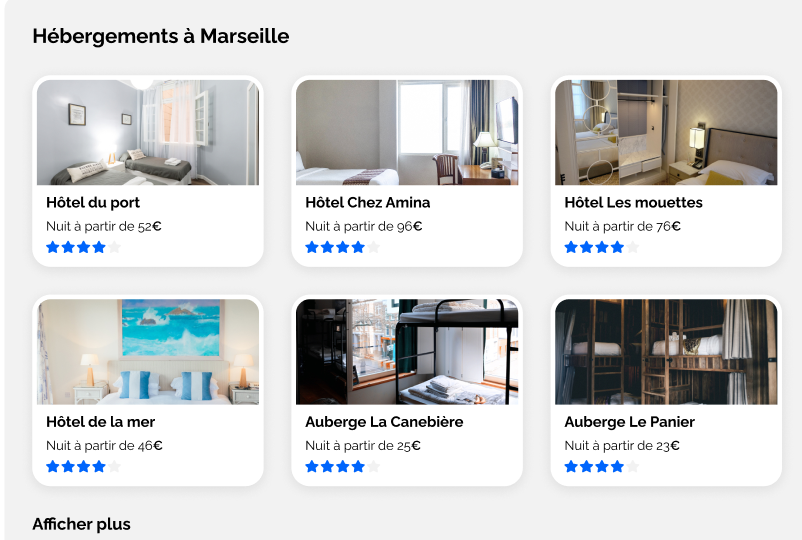 Hébergements à Marseille
Hôtel du port
Nuit à partir de 52€
Hôtel Chez Amina
Nuit à partir de 96€
Hôtel Les mouettes
Nuit à partir de 76€
Hôtel de la mer
Nuit à partir de 46€
Auberge La Canebière
Nuit à partir de 25€
Auberge Le Panier
Nuit à partir de 23€
Afficher plus